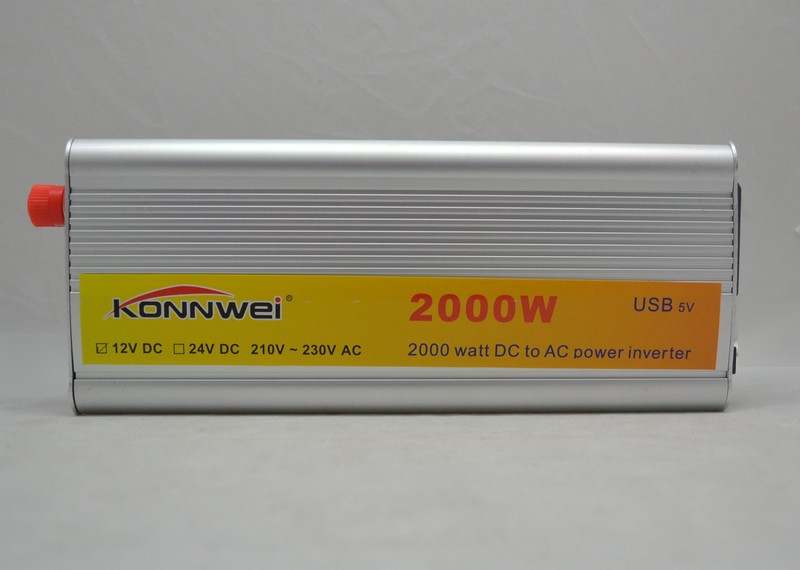 KONNWEI®
2000W
USB 5V
☑ 12V DC ☐ 24V DC 210V ~ 230V AC
2000 watt DC to AC power inverter